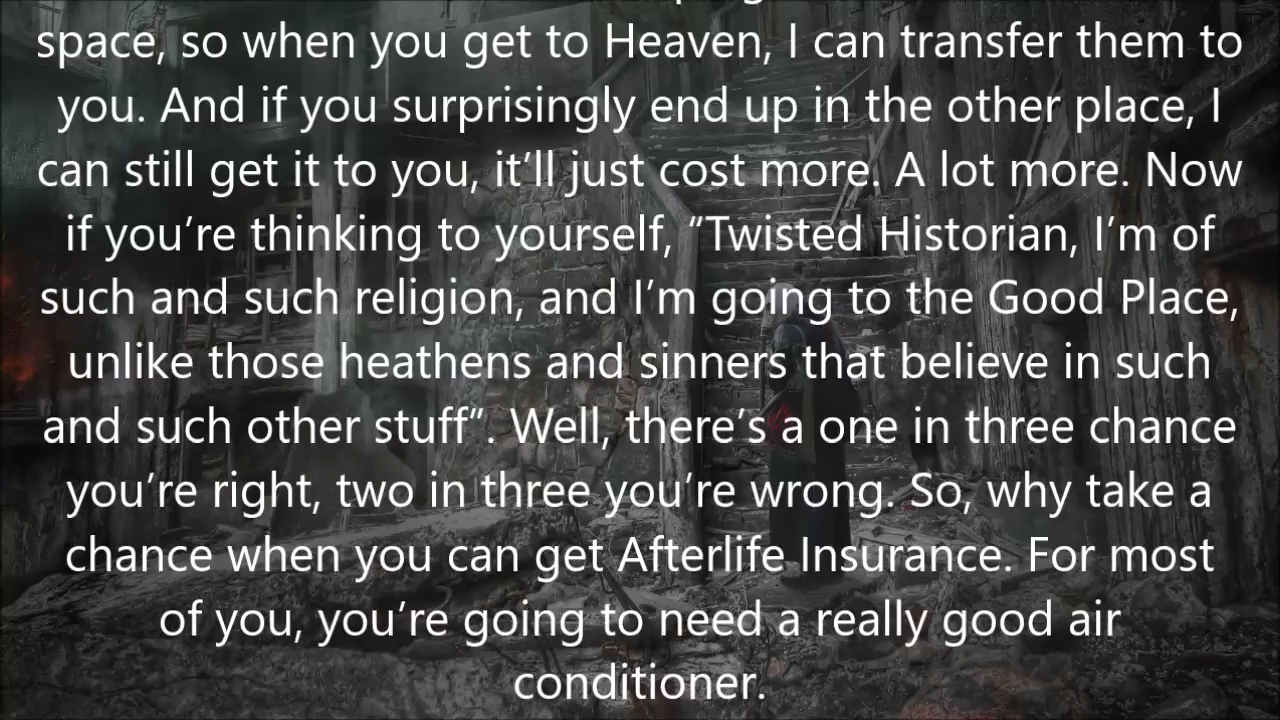 space, so when you get to Heaven, I can transfer them to
you. And if you surprisingly end up in the other place, I
can still get it to you, it’ll just cost more. A lot more. Now
if you’re thinking to yourself, “Twisted Historian, I’m of
such and such religion, and I’m going to the Good Place,
unlike those heathens and sinners that believe in such
and such other stuff”. Well, there’s a one in three chance
you’re right, two in three you’re wrong. So, why take a
chance when you can get Afterlife Insurance. For most
of you, you’re going to need a really good air
conditioner.